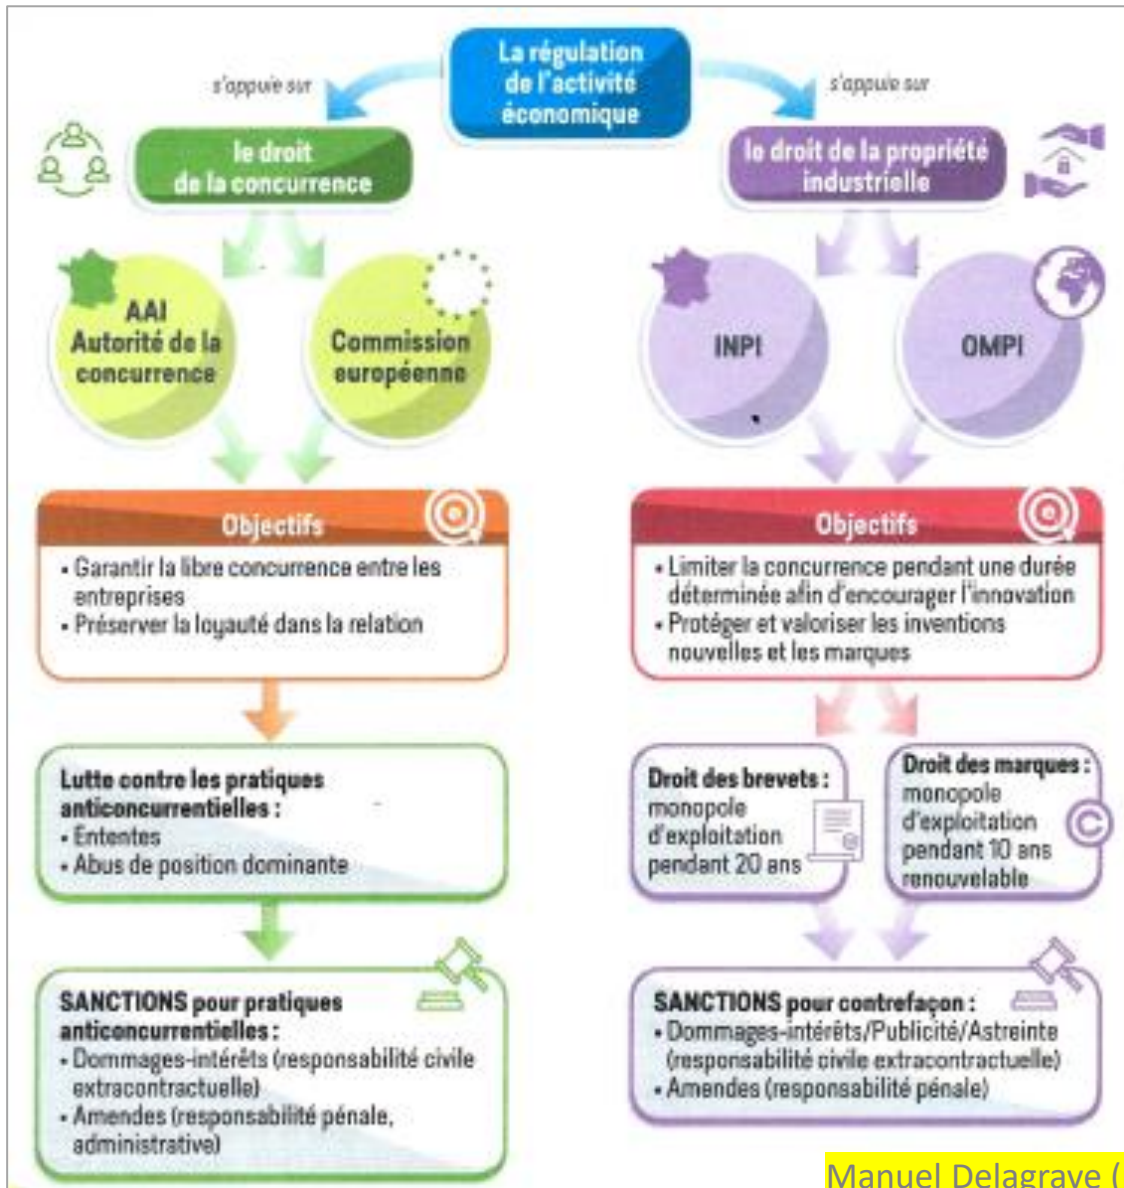 La régulation
de l'activité
économique
s'appuie sur
s'appuie sur
le droit
de la concurrence
le droit de la propriété
industrielle
AAI
Autorité de la
concurrence
Commission
européenne
INPI
OMPI
Objectifs
• Garantir la libre concurrence entre les
entreprises
• Préserver la loyauté dans la relation
Objectifs
• Limiter la concurrence pendant une durée
déterminée afin d'encourager l'innovation
• Protéger et valoriser les inventions
nouvelles et les marques
Lutte contre les pratiques
anticoncurrentielles :
• Ententes
• Abus de position dominante
Droit des brevets :
monopole
d'exploitation
pendant 20 ans
Droit des marques :
monopole
d'exploitation
pendant 10 ans
renouvelable
C
SANCTIONS pour pratiques
anticoncurrentielles :
• Dommages-intérêts (responsabilité civile
extracontractuelle)
• Amendes (responsabilité pénale,
administrative)
SANCTIONS pour contrefaçon :
• Dommages-intérêts/Publicité/Astreinte
(responsabilité civile extracontractuelle)
• Amendes (responsabilité pénale)
Manuel Delagrave (